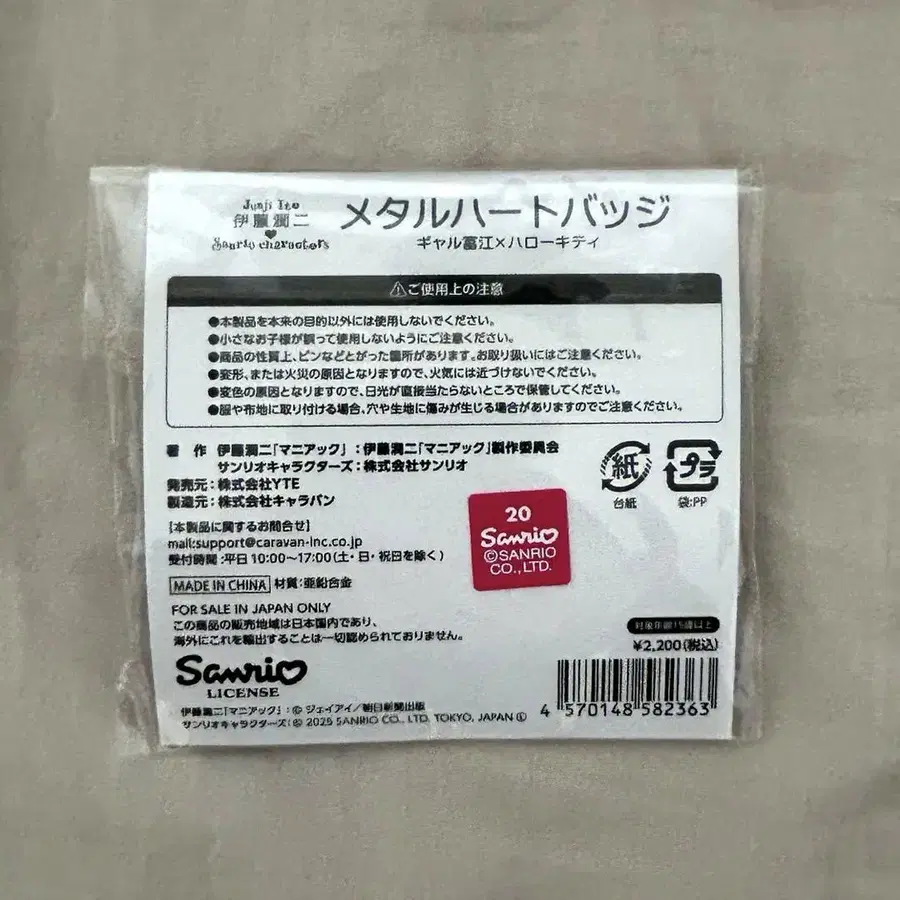 Junji Ito
伊藤潤二
Sanrio characters
メタルハートバッジ
ギャル富江×ハローキティ
⚠ご使用上の注意
●本製品を本来の目的以外には使用しないでください。
●小さなお子様が誤って使用しないようにご注意ください。
●商品の性質上、ピンなどとがった箇所があります。お取り扱いにはご注意ください。
●変形、または火災の原因となりますので、火気には近づけないでください。
●変色の原因となりますので、日光が直接当たらないところで保管してください。
●服や布地に取り付ける場合、穴や生地に傷みが生じる場合がありますのでご注意ください。
著 作 伊藤潤二「マニアック」:伊藤潤二「マニアック」製作委員会
サンリオキャラクターズ:株式会社サンリオ
発売元:株式会社YTE
製造元:株式会社キャラバン
【本製品に関するお問合せ】
mail:support@caravan-inc.co.jp
受付時間:平日10:00〜17:00(土・日・祝日を除く)
MADE IN CHINA 材質:亜鉛合金
FOR SALE IN JAPAN ONLY
この商品の販売地域は日本国内であり、
海外にこれを輸出することは一切認められておりません。
Sanrio
LICENSE
伊藤潤二「マニアック」:© ジェイアイ/朝日新聞出版
サンリオキャラクターズ:© 2025 SANRIO CO., LTD. TOKYO, JAPAN Ⓛ
紙
台紙
プラ
袋:PP
20
Sanrio
©SANRIO
CO., LTD.
対象年齢15歳以上
¥2,200(税込)
4 570148 582363